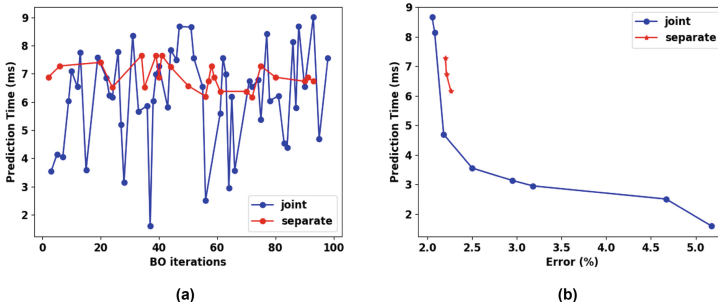 9
8
7
6
5
4
3
2
Prediction Time (ms)
0 20 40 60 80 100
BO iterations
joint
separate
(a)
9
8
7
6
5
4
3
2
Prediction Time (ms)
2.0 2.5 3.0 3.5 4.0 4.5 5.0
Error (%)
joint
separate
(b)